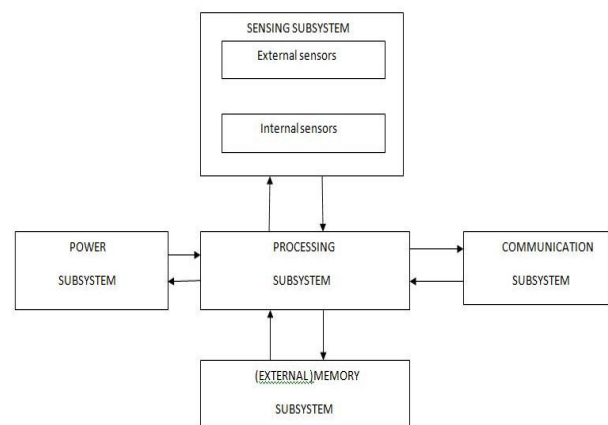 SENSING SUBSYSTEM
External sensors
Internal sensors
POWER
SUBSYSTEM
PROCESSING
SUBSYSTEM
COMMUNICATION
SUBSYSTEM
(EXTERNAL)MEMORY
SUBSYSTEM